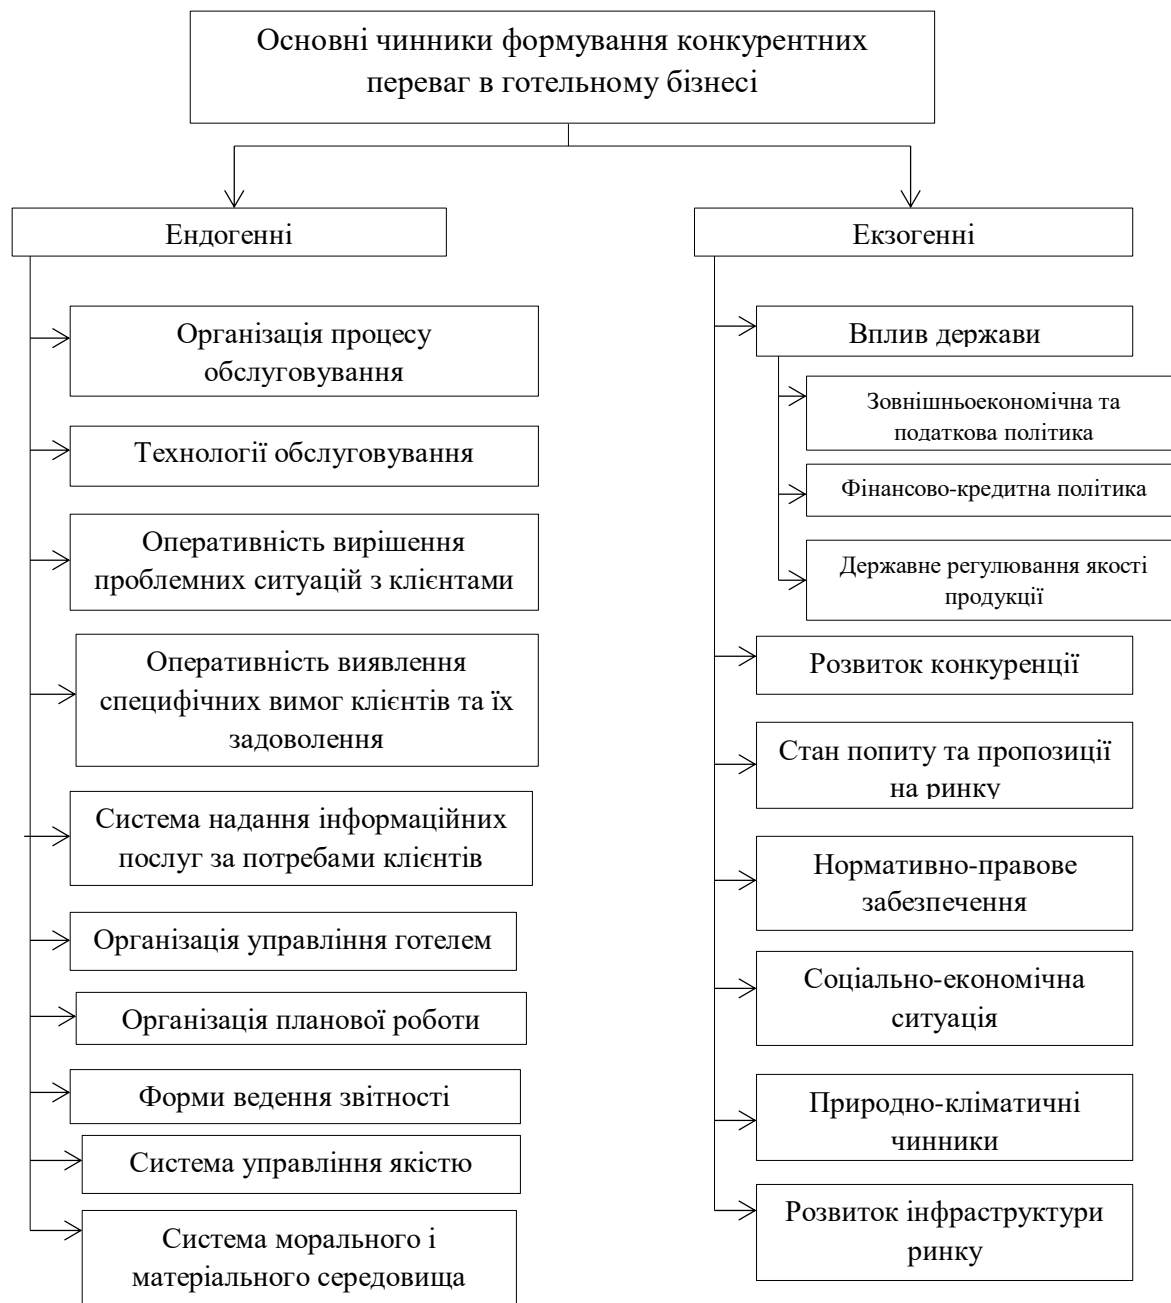 Основні чинники формування конкурентних
переваг в готельному бізнесі
Ендогенні
Організація процесу
обслуговування
Технології обслуговування
Оперативність вирішення
проблемних ситуацій з клієнтами
Оперативність виявлення
специфічних вимог клієнтів та їх
задоволення
Система надання інформаційних
послуг за потребами клієнтів
Організація управління готелем
Організація планової роботи
Форми ведення звітності
Система управління якістю
Система морального і
матеріального середовища
Екзогенні
Вплив держави
Зовнішньоекономічна та
податкова політика
Фінансово-кредитна політика
Державне регулювання якості
продукції
Розвиток конкуренції
Стан попиту та пропозиції
на ринку
Нормативно-правове
забезпечення
Соціально-економічна
ситуація
Природно-кліматичні
чинники
Розвиток інфраструктури
ринку